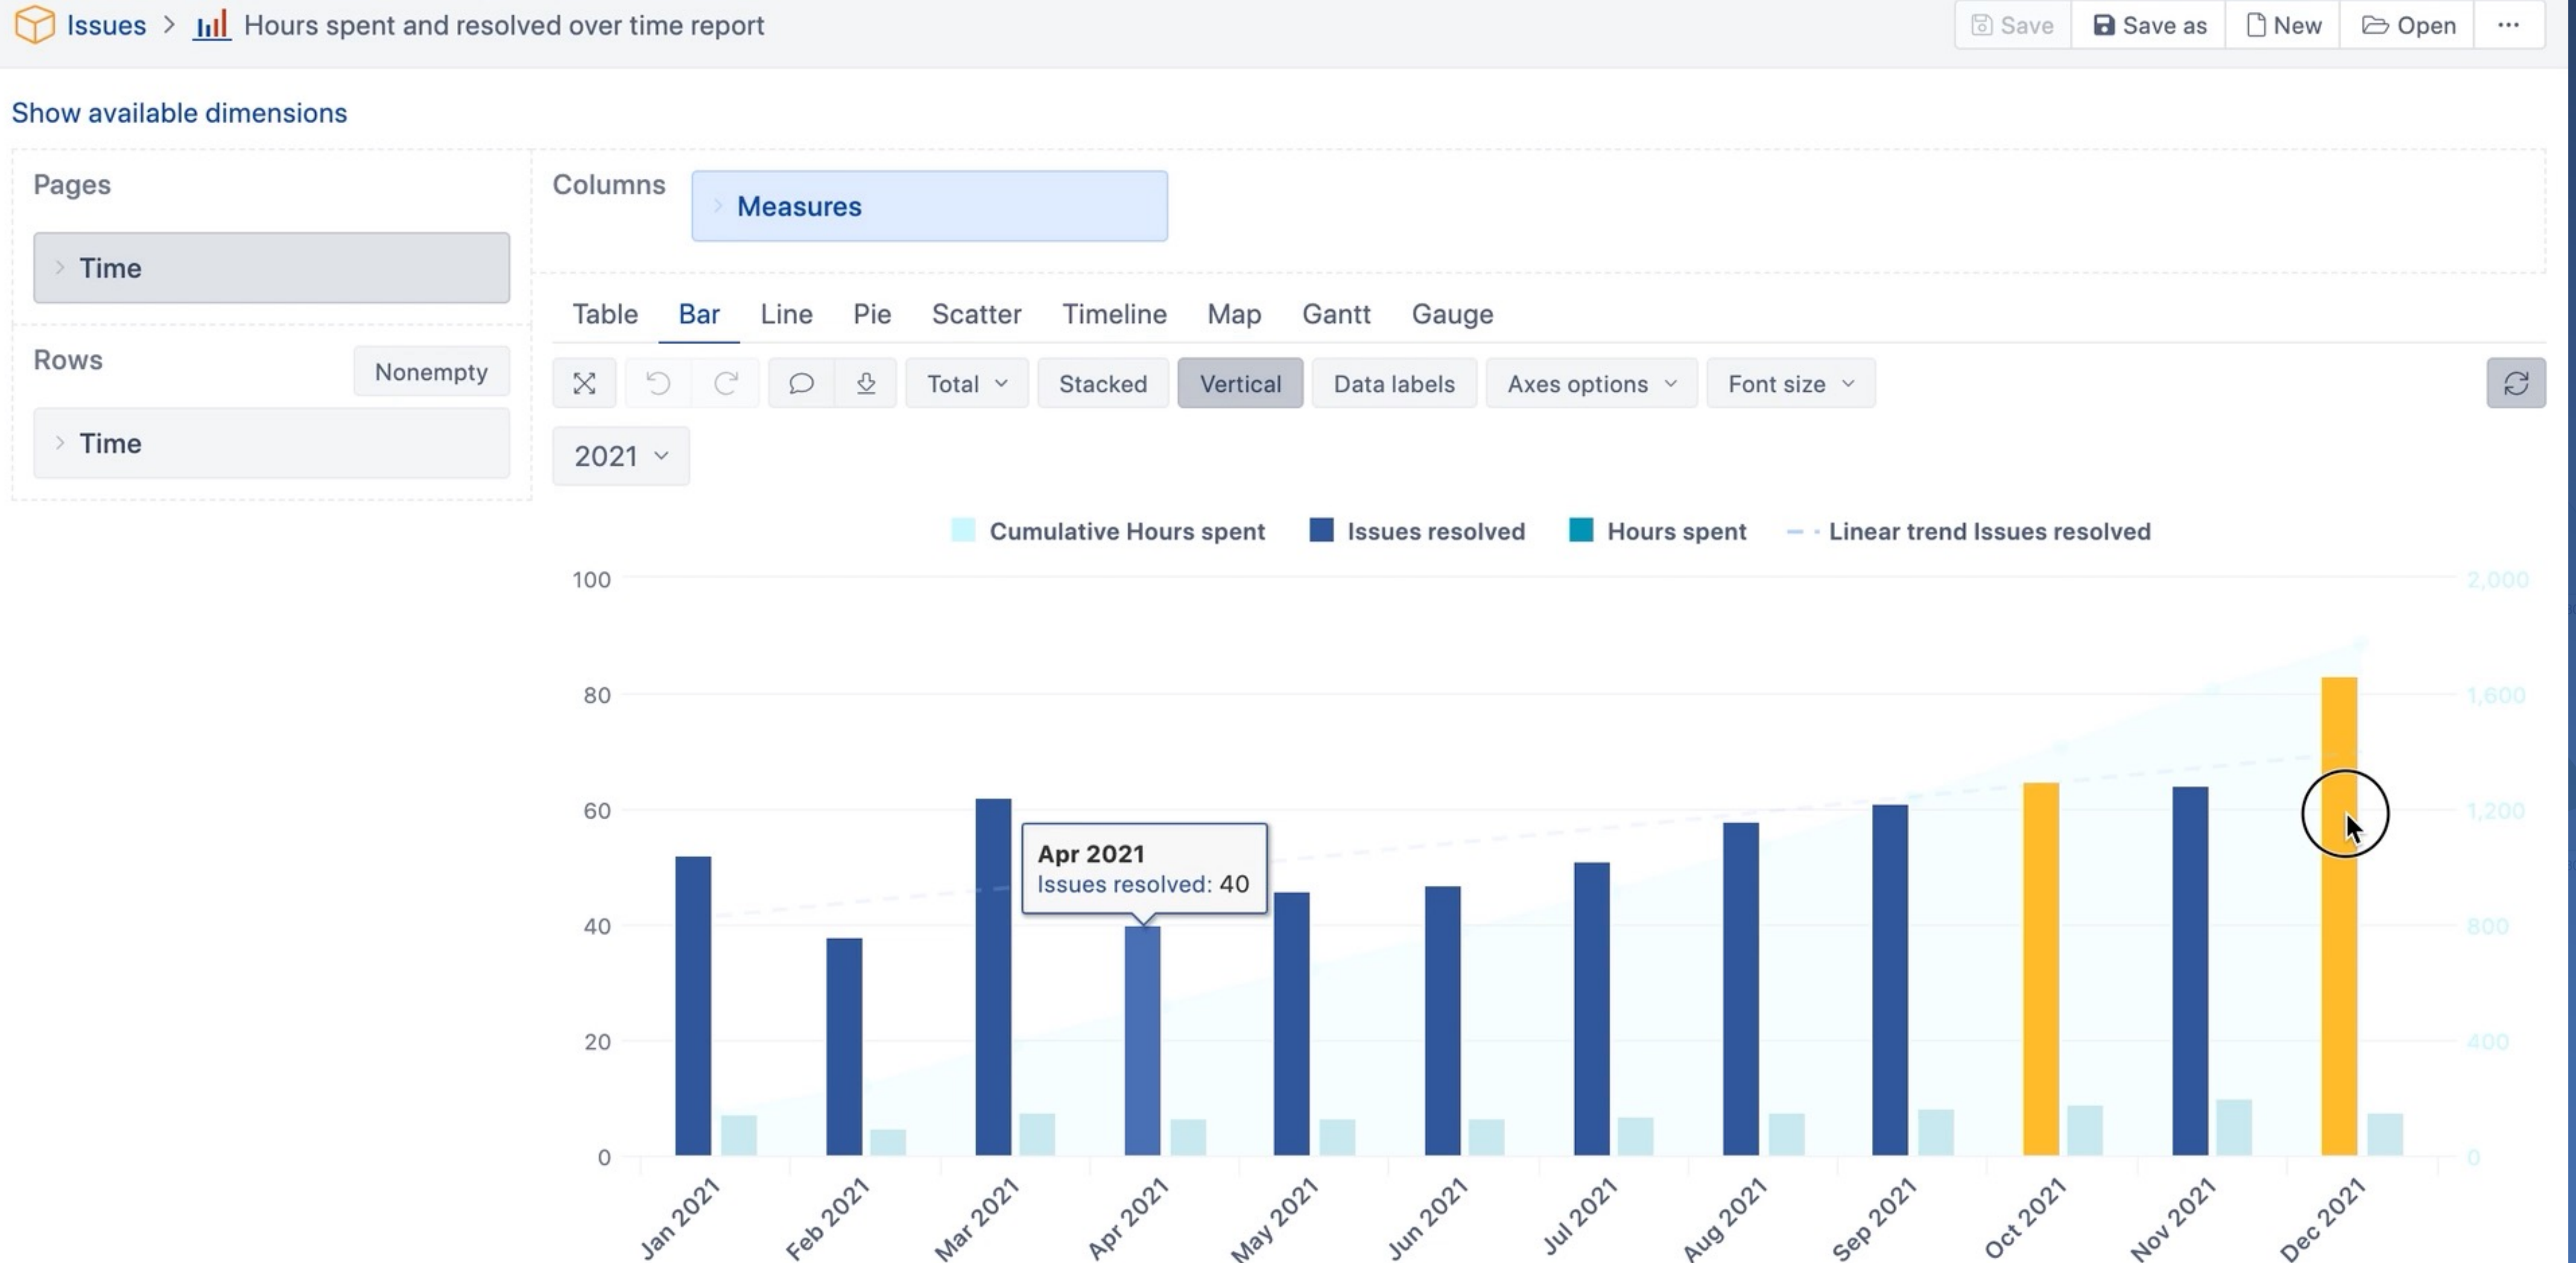 Issues > Hours spent and resolved over time report
Save Save as New Open ...
Show available dimensions
Pages
Time
Columns
Measures
Rows
Nonempty
Time
Table Bar Line Pie Scatter Timeline Map Gantt Gauge
Total Stacked Vertical Data labels Axes options Font size
2021
Cumulative Hours spent Issues resolved Hours spent Linear trend Issues resolved
100 2,000
80 1,600
60 1,200
Apr 2021
Issues resolved: 40
40 800
20 400
0 0
Jan 2021 Feb 2021 Mar 2021 Apr 2021 May 2021 Jun 2021 Jul 2021 Aug 2021 Sep 2021 Oct 2021 Nov 2021 Dec 2021